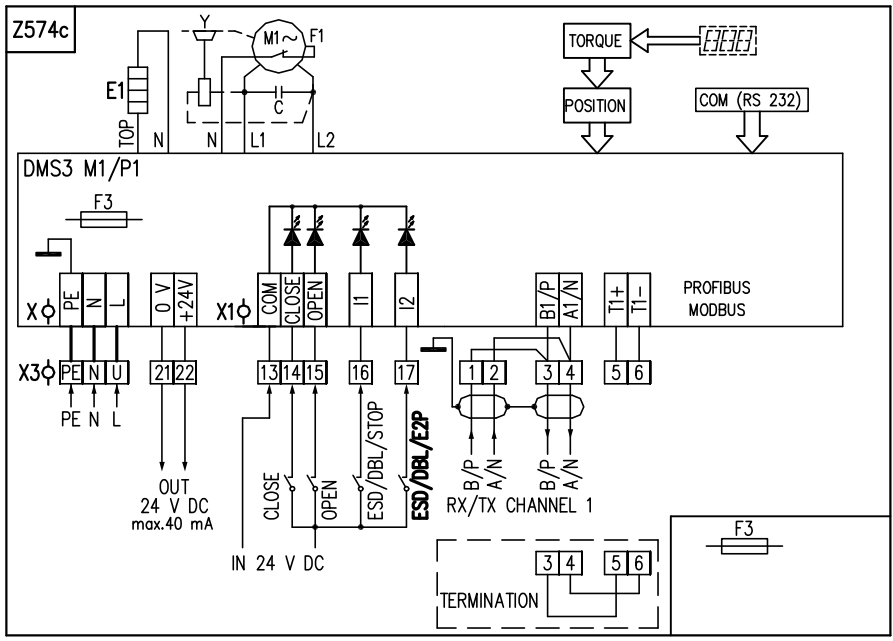 Z574c
Y
M1 ~
F1
TORQUE
E1
C
POSITION
COM (RS 232)
TOP
N
N
L1
L2
DMS3 M1/P1
F3
PE
N
L
0 V
+24V
COM
CLOSE
OPEN
I1
I2
B1/P
A1/N
T1+
T1-
PROFIBUS
MODBUS
X
X1
X3
PE
N
U
21
22
13
14
15
16
17
1
2
3
4
5
6
PE N L
OUT
24 V DC
max.40 mA
CLOSE
OPEN
ESD/DBL/STOP
ESD/DBL/E2P
B/P
A/N
B/P
A/N
RX/TX CHANNEL 1
IN 24 V DC
TERMINATION
3
4
5
6
F3